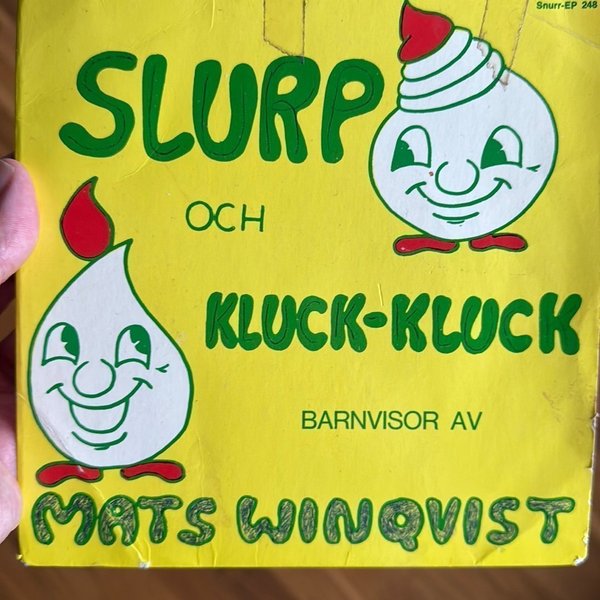 Snurr-EP 248
SLURP
OCH
KLUCK-KLUCK
BARNVISOR AV
MATS WINQVIST